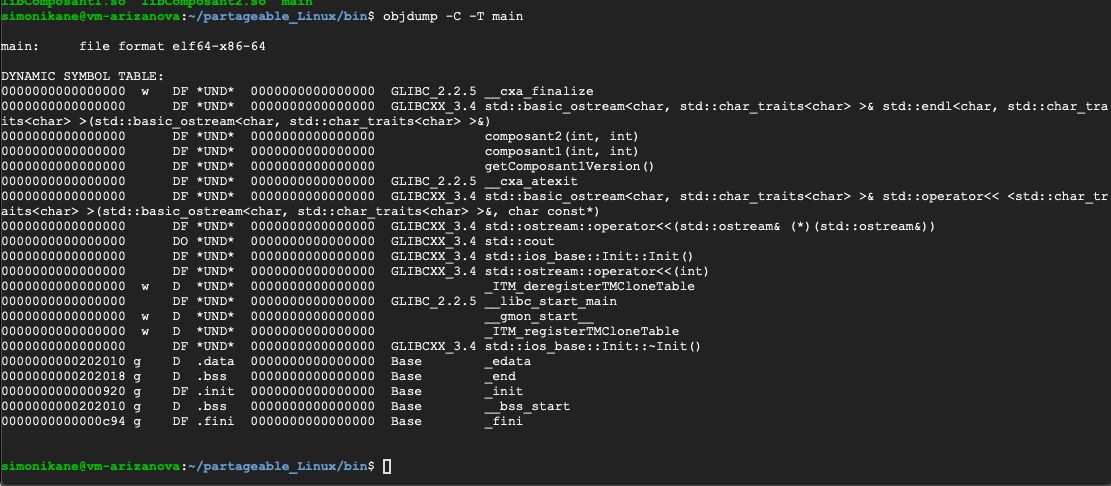 libComposant1.so  libComposant2.so  main
simonikane@vm-arizanova:~/partageable_Linux/bin$ objdump -C -T main

main:     file format elf64-x86-64

DYNAMIC SYMBOL TABLE:
0000000000000000  w   DF *UND*  0000000000000000  GLIBC_2.2.5 __cxa_finalize
0000000000000000      DF *UND*  0000000000000000  GLIBCXX_3.4 std::basic_ostream<char, std::char_traits<char> >& std::endl<char, std::char_tra
its<char> >(std::basic_ostream<char, std::char_traits<char> >&)
0000000000000000      DF *UND*  0000000000000000              composant2(int, int)
0000000000000000      DF *UND*  0000000000000000              composant1(int, int)
0000000000000000      DF *UND*  0000000000000000              getComposant1Version()
0000000000000000      DF *UND*  0000000000000000  GLIBC_2.2.5 __cxa_atexit
0000000000000000      DF *UND*  0000000000000000  GLIBCXX_3.4 std::basic_ostream<char, std::char_traits<char> >& std::operator<< <std::char_tr
aits<char> >(std::basic_ostream<char, std::char_traits<char> >&, char const*)
0000000000000000      DF *UND*  0000000000000000  GLIBCXX_3.4 std::ostream::operator<<(std::ostream& (*)(std::ostream&))
0000000000000000      DO *UND*  0000000000000000  GLIBCXX_3.4 std::cout
0000000000000000      DF *UND*  0000000000000000  GLIBCXX_3.4 std::ios_base::Init::Init()
0000000000000000      DF *UND*  0000000000000000  GLIBCXX_3.4 std::ostream::operator<<(int)
0000000000000000  w   D  *UND*  0000000000000000              _ITM_deregisterTMCloneTable
0000000000000000      DF *UND*  0000000000000000  GLIBC_2.2.5 __libc_start_main
0000000000000000  w   D  *UND*  0000000000000000              __gmon_start__
0000000000000000  w   D  *UND*  0000000000000000              _ITM_registerTMCloneTable
0000000000000000      DF *UND*  0000000000000000  GLIBCXX_3.4 std::ios_base::Init::~Init()
0000000000202010 g    D  .data  0000000000000000  Base        _edata
0000000000202018 g    D  .bss   0000000000000000  Base        _end
0000000000000920 g    DF .init  0000000000000000  Base        _init
0000000000202010 g    D  .bss   0000000000000000  Base        __bss_start
0000000000000c94 g    DF .fini  0000000000000000  Base        _fini

simonikane@vm-arizanova:~/partageable_Linux/bin$